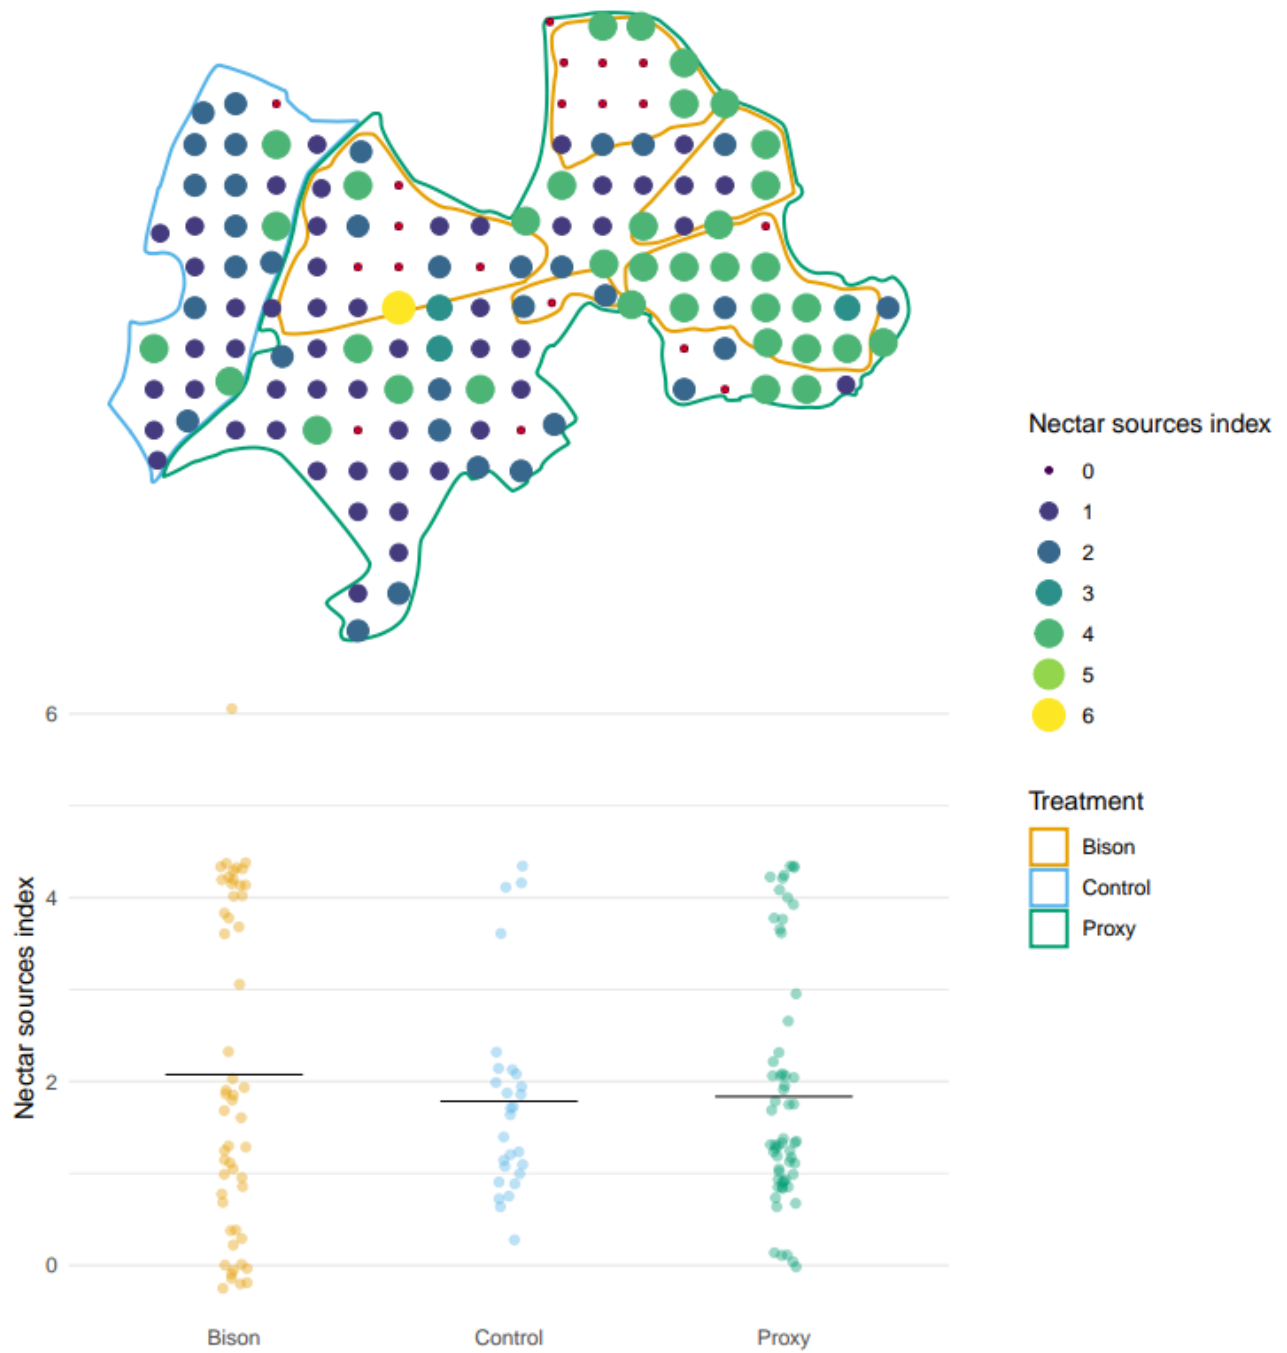 Nectar sources index
0
1
2
3
4
5
6
Treatment
Bison
Control
Proxy
Nectar sources index
6
4
2
0
Bison
Control
Proxy